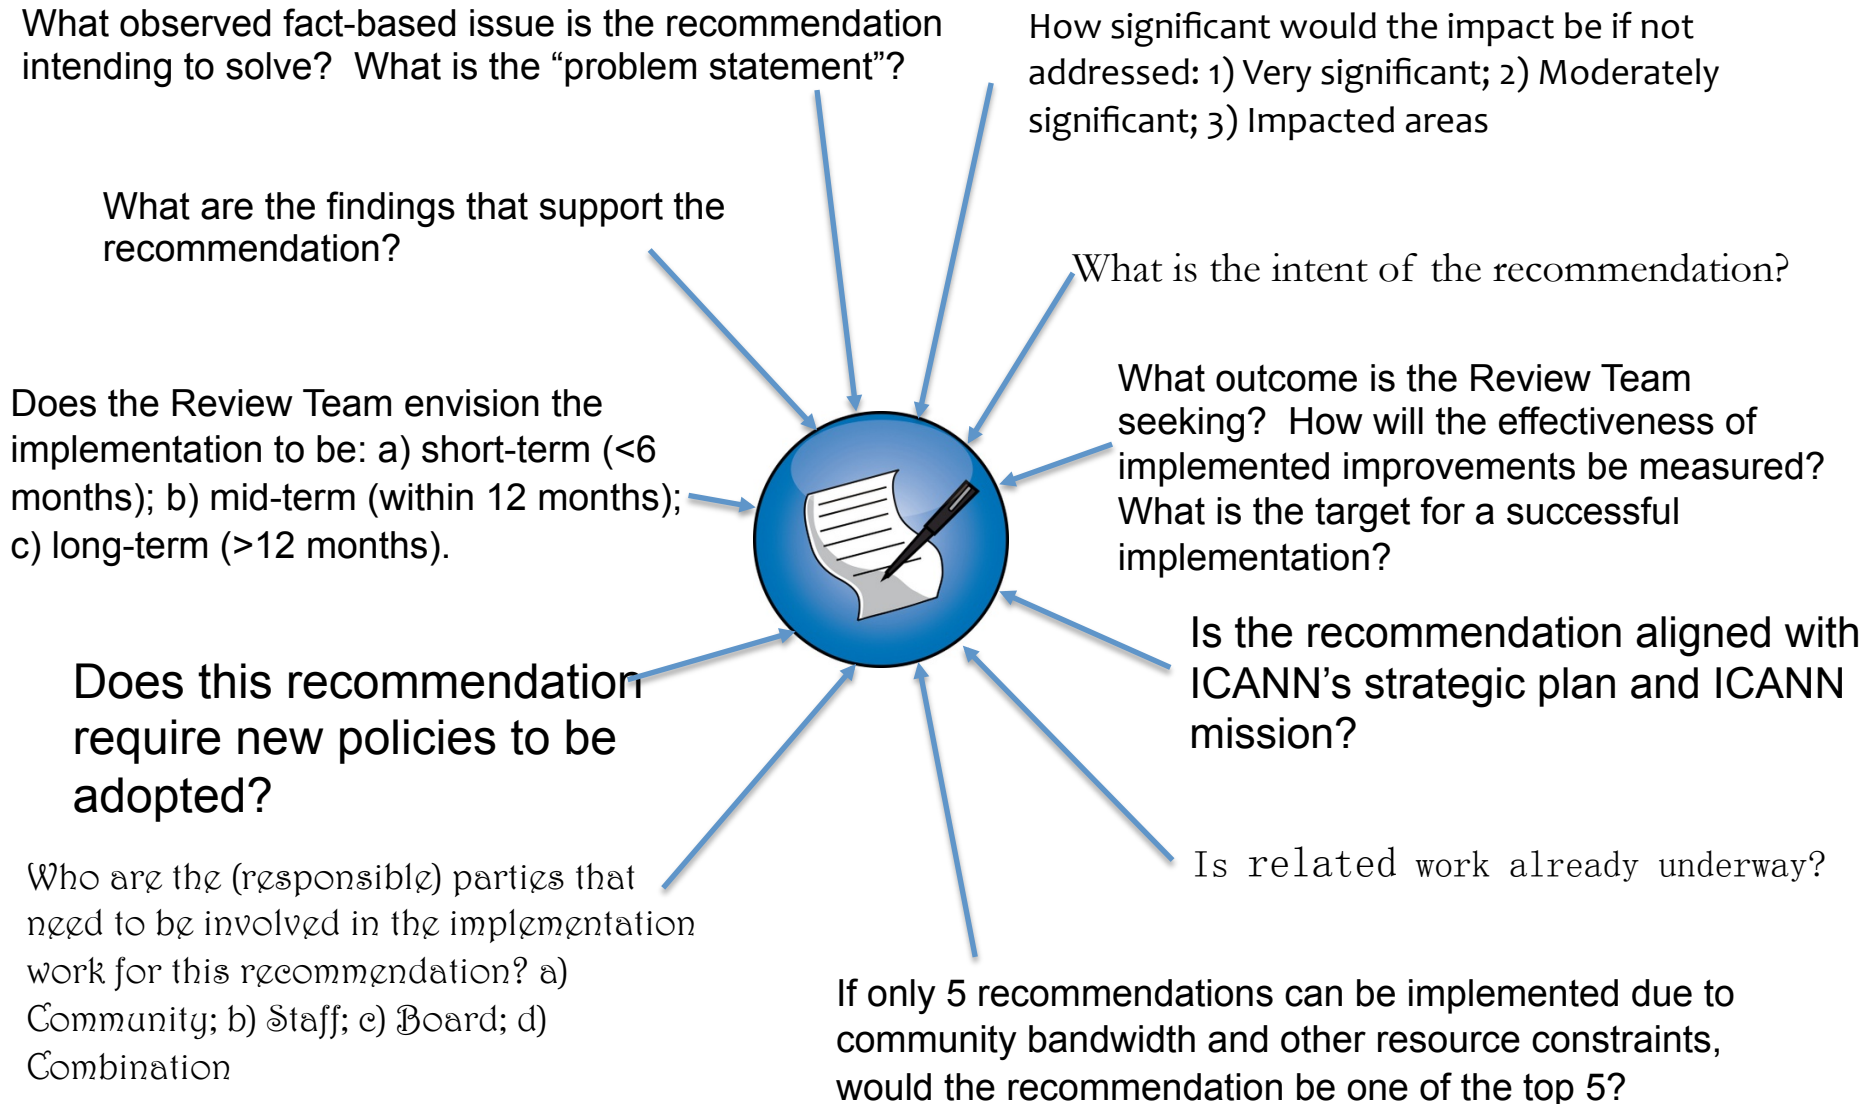 What observed fact-based issue is the recommendation
intending to solve?  What is the “problem statement”?
How significant would the impact be if not
addressed: 1) Very significant; 2) Moderately
significant; 3) Impacted areas
What are the findings that support the
recommendation?
What is the intent of the recommendation?
Does the Review Team envision the
implementation to be: a) short-term (<6
months); b) mid-term (within 12 months);
c) long-term (>12 months).
What outcome is the Review Team
seeking?  How will the effectiveness of
implemented improvements be measured?
What is the target for a successful
implementation?
Does this recommendation
require new policies to be
adopted?
Is the recommendation aligned with
ICANN’s strategic plan and ICANN
mission?
Who are the (responsible) parties that
need to be involved in the implementation
work for this recommendation? a)
Community; b) Staff; c) Board; d)
Combination
Is related work already underway?
If only 5 recommendations can be implemented due to
community bandwidth and other resource constraints,
would the recommendation be one of the top 5?